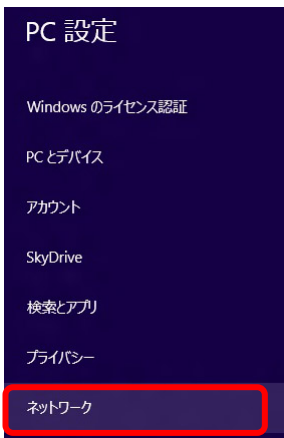 PC 設定
Windows のライセンス認証
PC とデバイス
アカウント
SkyDrive
検索とアプリ
プライバシー
ネットワーク